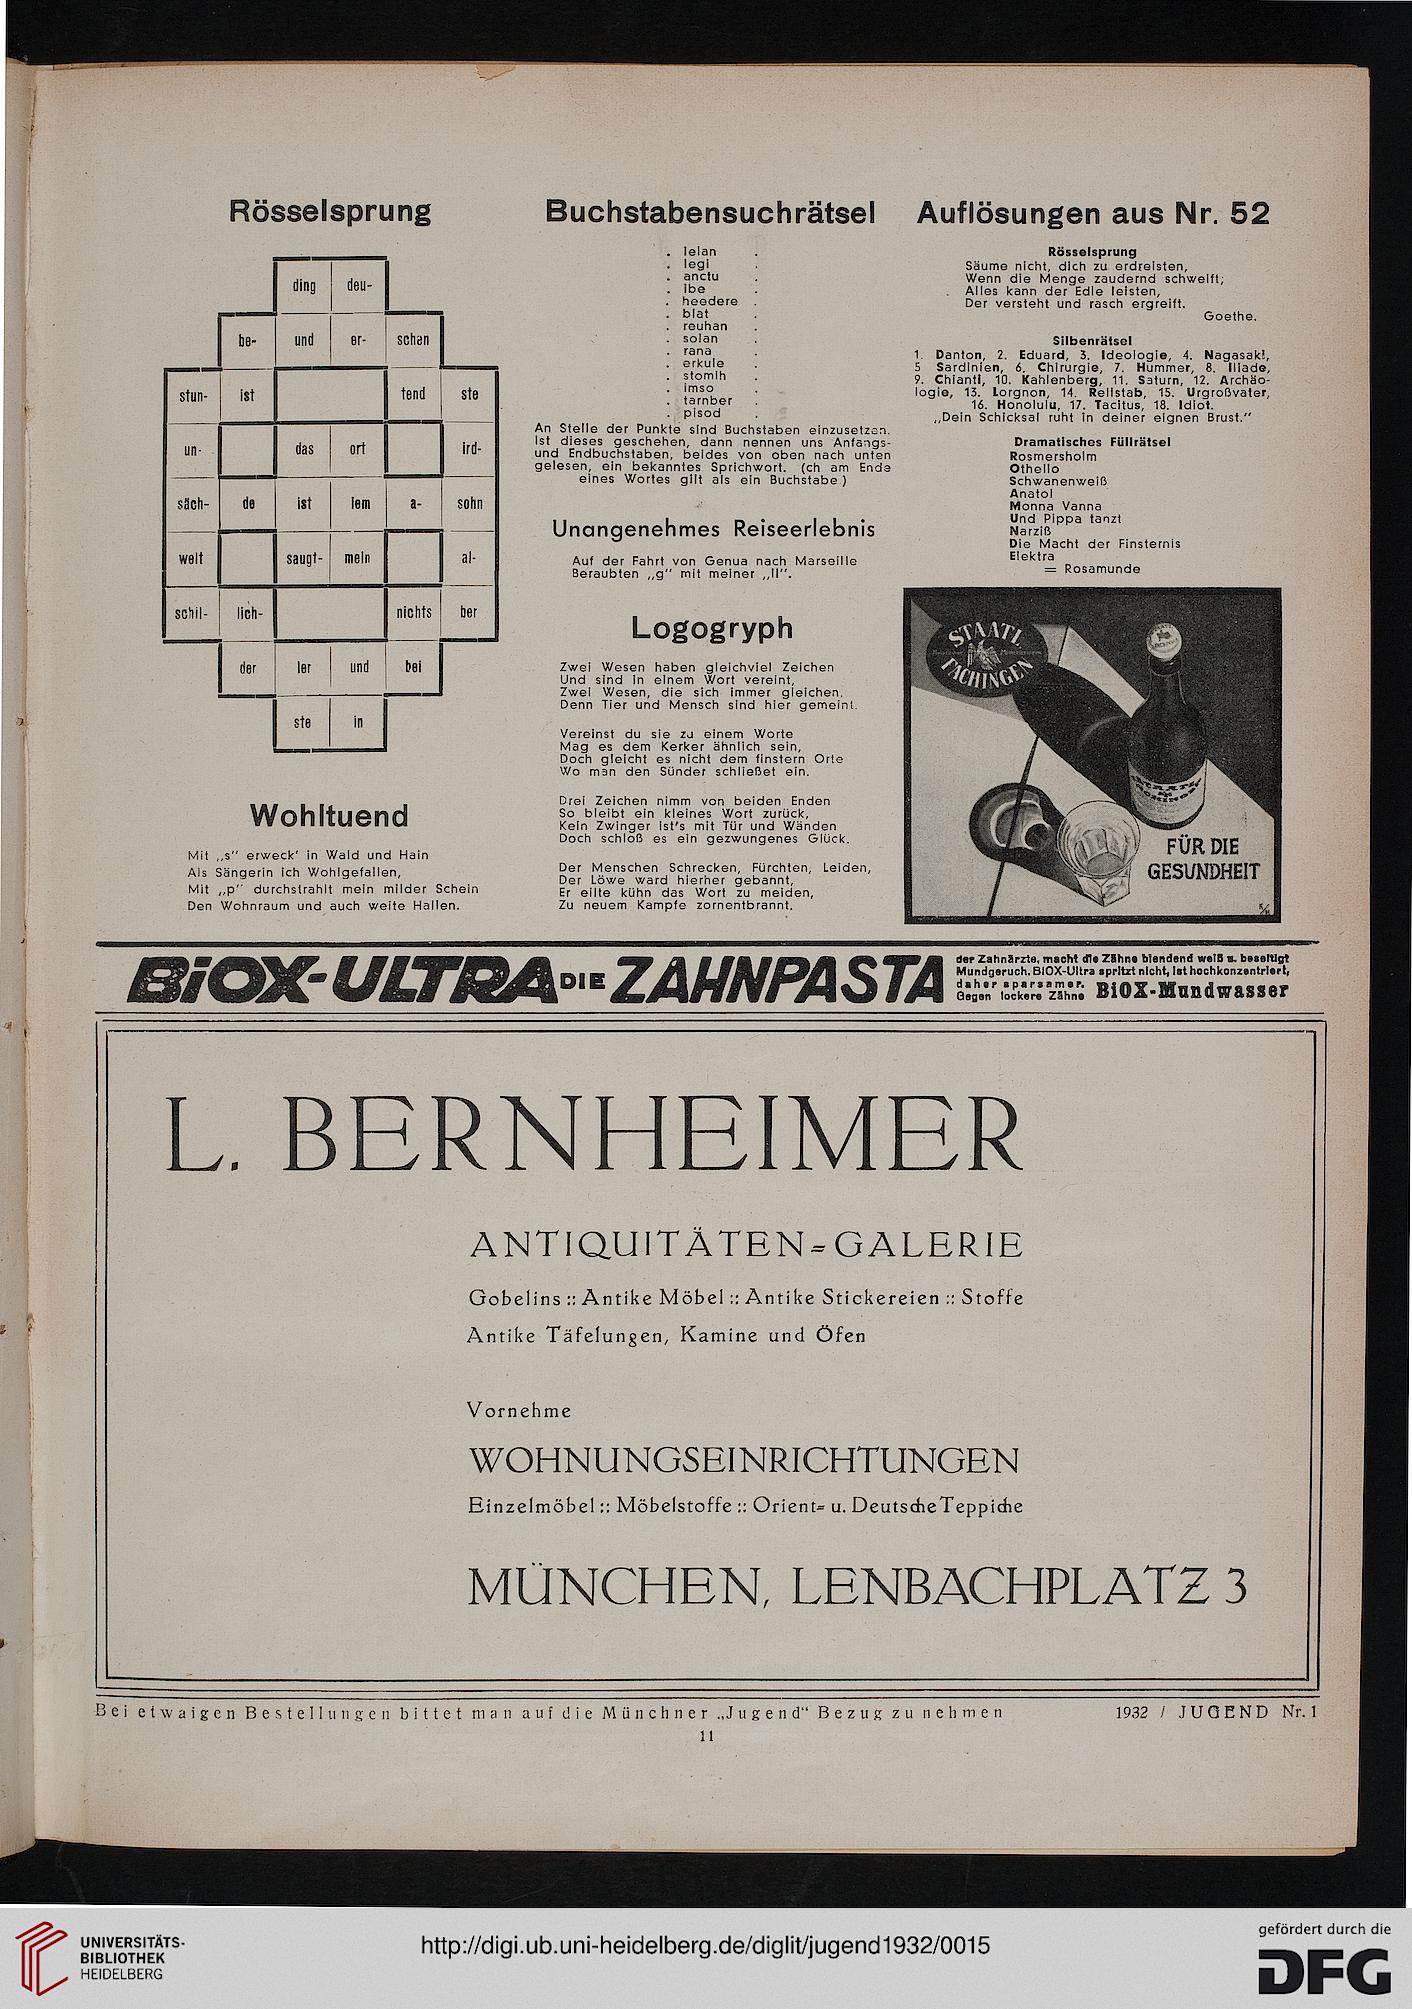 Rösselsprung
ding deu-
be- und er- schen
stun- ist tend ste
un- das ort ird-
säch- de ist lem a- sohn
welt saugt- mein al-
schil- lich- nichts ber
der ler und bei
ste in
Wohltuend
Mit „s" erweck' in Wald und Hain
Als Sängerin ich Wohlgefallen,
Mit „p" durchstrahlt mein milder Schein
Den Wohnraum und auch weite Hallen.
Buchstabensuchrätsel
. lelan .
. legi .
. anctu .
. ibe .
. heedere .
. blat .
. reuhan .
. solan .
. rana .
. erkule .
. stomih .
. imso .
. tarnber .
. pisod .
An Stelle der Punkte sind Buchstaben einzusetzen.
Ist dieses geschehen, dann nennen uns Anfangs-
und Endbuchstaben, beides von oben nach unten
gelesen, ein bekanntes Sprichwort. (ch am Ende
eines Wortes gilt als ein Buchstabe)
Unangenehmes Reiseerlebnis
Auf der Fahrt von Genua nach Marseille
Beraubten „g" mit meiner „ll".
Logogryph
Zwei Wesen haben gleichviel Zeichen
Und sind in einem Wort vereint,
Zwei Wesen, die sich immer gleichen,
Denn Tier und Mensch sind hier gemeint.
Vereinst du sie zu einem Worte
Mag es dem Kerker ähnlich sein,
Doch gleicht es nicht dem finstern Orte
Wo man den Sünder schließet ein.
Drei Zeichen nimm von beiden Enden
So bleibt ein kleines Wort zurück,
Kein Zwinger ist's mit Tür und Wänden
Doch schloß es ein gezwungenes Glück.
Der Menschen Schrecken, Fürchten, Leiden,
Der Löwe ward hierher gebannt,
Er eilte kühn das Wort zu meiden,
Zu neuem Kampfe zornentbrannt.
Auflösungen aus Nr. 52
Rösselsprung
Säume nicht, dich zu erdreisten,
Wenn die Menge zaudernd schweift;
Alles kann der Edle leisten,
Der versteht und rasch ergreift.
Goethe.
Silbenrätsel
1. Danton, 2. Eduard, 3. Ideologie, 4. Nagasaki,
5 Sardinien, 6. Chirurgie, 7. Hummer, 8. Iliade,
9. Chianti, 10. Kahlenberg, 11. Saturn, 12. Archäo-
logie, 13. Lorgnon, 14. Rellstab, 15. Urgroßvater,
16. Honolulu, 17. Tacitus, 18. Idiot.
„Dein Schicksal ruht in deiner eignen Brust."
Dramatisches Füllrätsel
Rosmersholm
Othello
Schwanenweiß
Anatol
Monna Vanna
Und Pippa tanzt
Narziß
Die Macht der Finsternis
Elektra
= Rosamunde
STAATL.
FACHINGEN
FÜR DIE
GESUNDHEIT
BiOX-ULTRA DIE ZAHNPASTA
der Zahnärzte, macht die Zähne blendend weiß u. beseitigt
Mundgeruch. BiOX-Ultra spritzt nicht, ist hochkonzentriert,
daher sparsamer.
Gegen lockere Zähne BiOX-Mundwasser
L. BERNHEIMER
ANTIQUITÄTEN=GALERIE
Gobelins :: Antike Möbel :: Antike Stickereien :: Stoffe
Antike Täfelungen, Kamine und Öfen
Vornehme
WOHNUNGSEINRICHTUNGEN
Einzelmöbel :: Möbelstoffe :: Orient= u. Deutsche Teppiche
MÜNCHEN, LENBACHPLATZ 3
Bei etwaigen Bestellungen bittet man auf die Münchner „Jugend" Bezug zu nehmen
1932 / JUGEND Nr. 1
11
UNIVERSITÄTS-
BIBLIOTHEK
HEIDELBERG
http://digi.ub.uni-heidelberg.de/diglit/jugend1932/0015
gefördert durch die
DFG